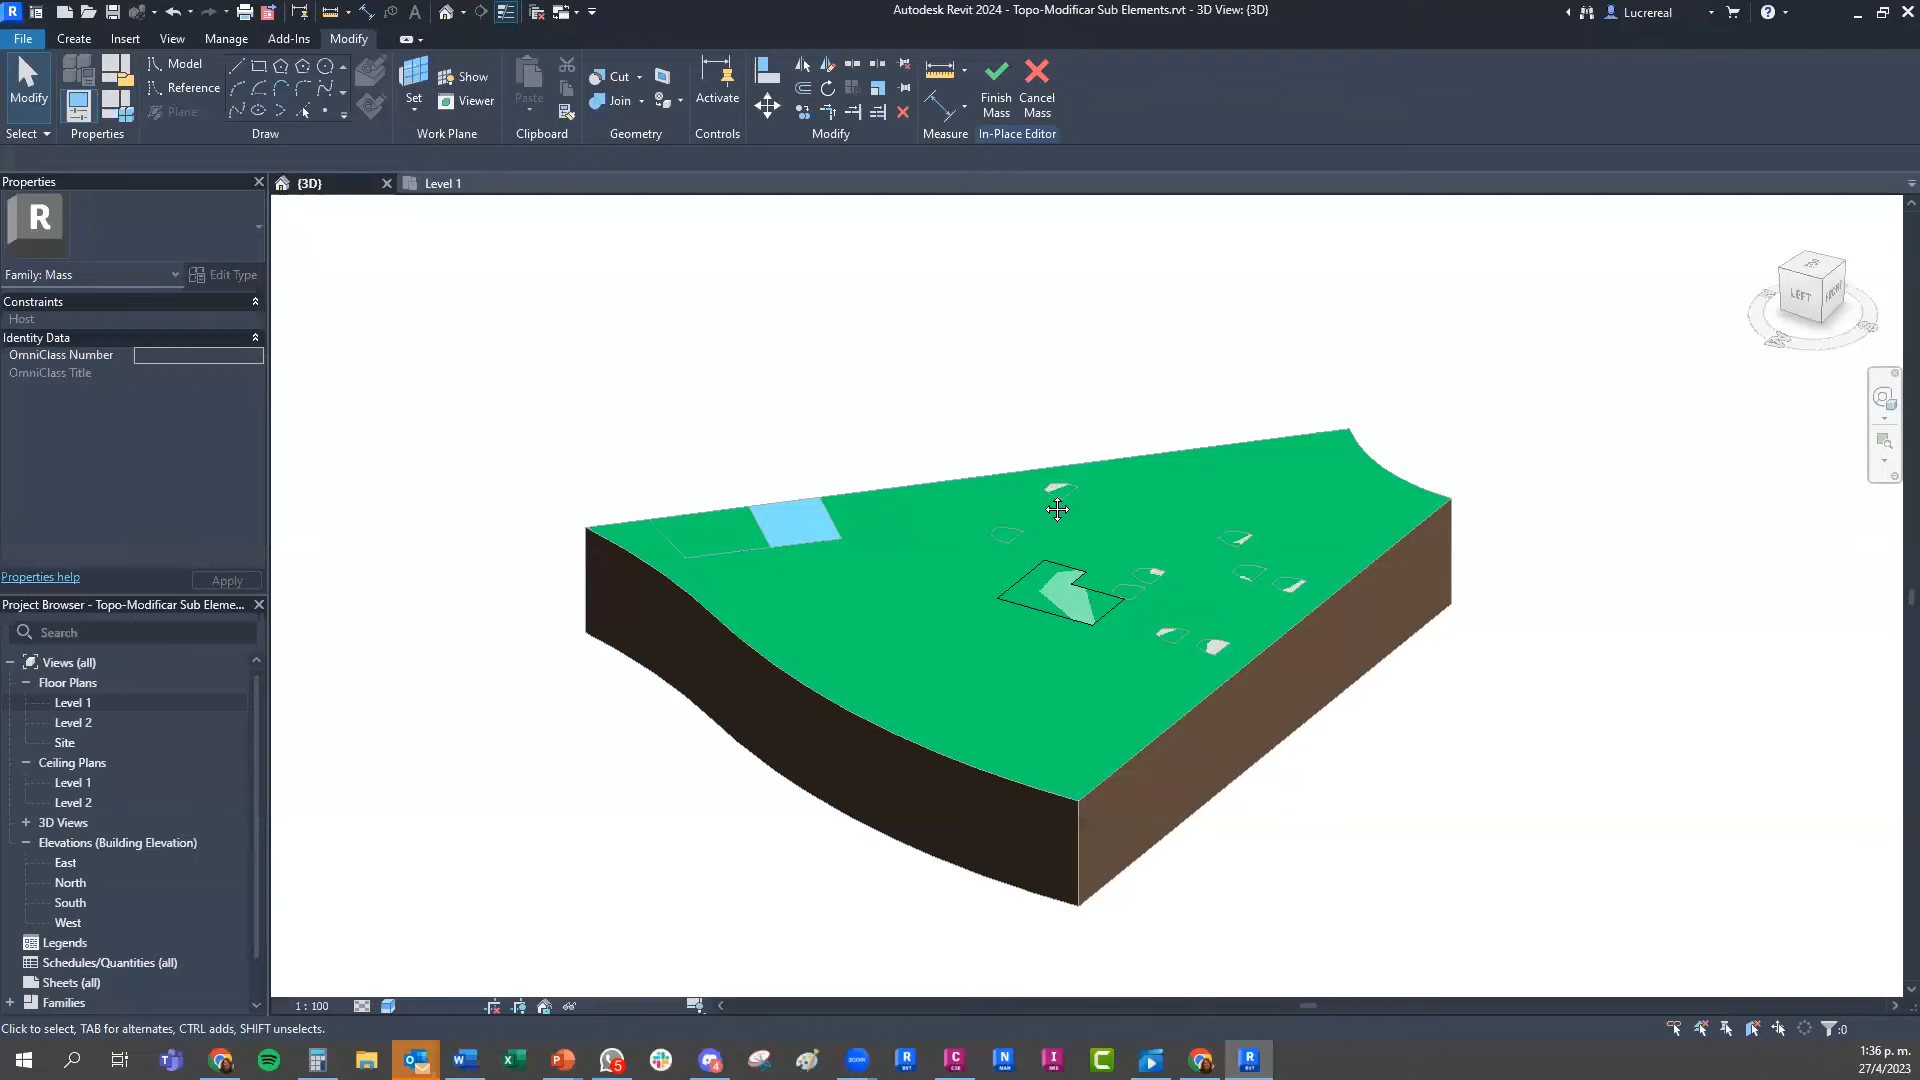 Autodesk Revit 2024 - Topo-Modificar Sub Elements.rvt - 3D View: {3D}
Lucrereal
File
Create
Insert
View
Manage
Add-Ins
Modify
Modify
Select
Properties
Model
Reference
Plane
Draw
Set
Show
Viewer
Work Plane
Paste
Clipboard
Cut
Join
Geometry
Activate
Controls
Modify
Measure
Finish Mass
Cancel Mass
In-Place Editor
Properties
{3D}
Level 1
R
Family: Mass
Edit Type
Constraints
Host
Identity Data
OmniClass Number
OmniClass Title
Properties help
Apply
Project Browser - Topo-Modificar Sub Eleme...
Search
Views (all)
Floor Plans
Level 1
Level 2
Site
Ceiling Plans
Level 1
Level 2
3D Views
Elevations (Building Elevation)
East
North
South
West
Legends
Schedules/Quantities (all)
Sheets (all)
Families
LEFT
FRONT
1 : 100
Click to select, TAB for alternates, CTRL adds, SHIFT unselects.
:0
1:36 p. m.
27/4/2023